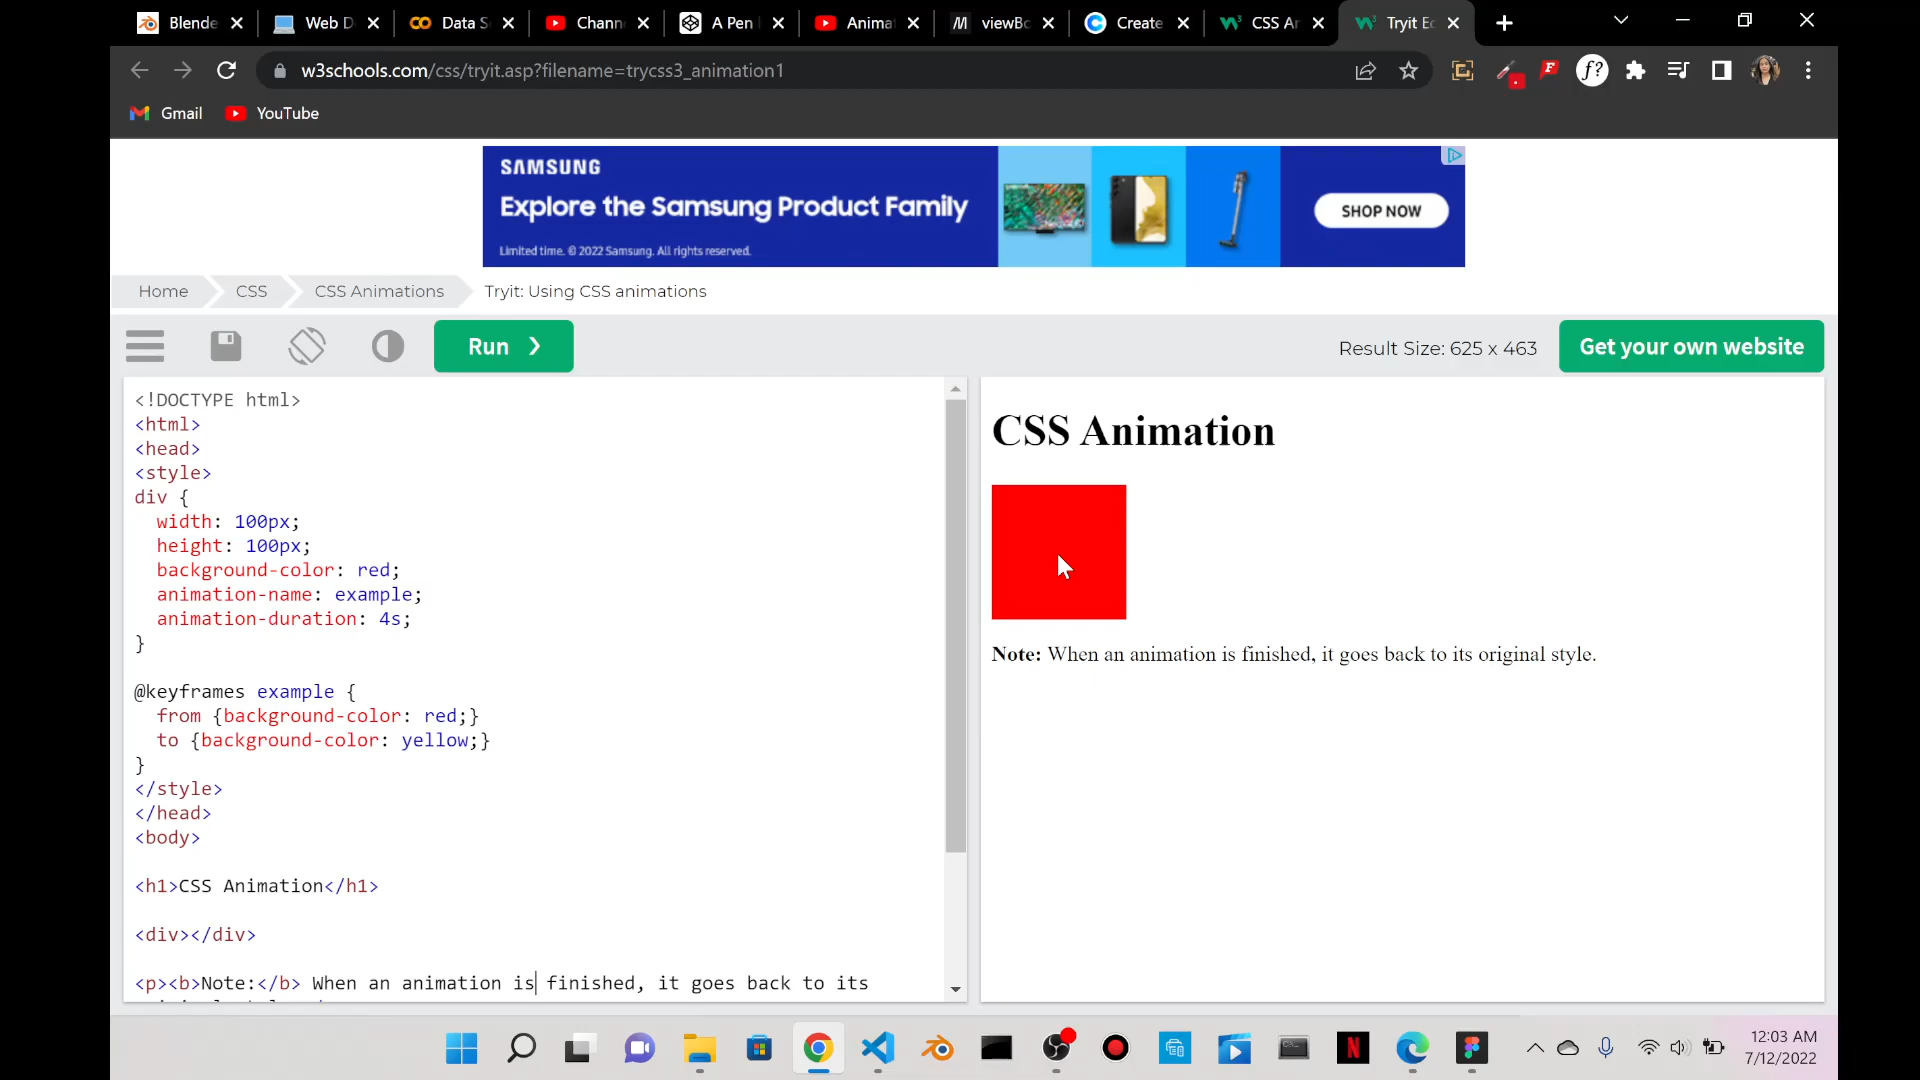 Blende
Web D
Data S
Chann
A Pen
Animat
viewBo
Create
CSS An
Tryit Ed
w3schools.com/css/tryit.asp?filename=trycss3_animation1
Gmail
YouTube
SAMSUNG
Explore the Samsung Product Family
Limited time. © 2022 Samsung. All rights reserved.
SHOP NOW
Home
CSS
CSS Animations
Tryit: Using CSS animations
Run ❯
Result Size: 625 x 463
Get your own website
<!DOCTYPE html>
<html>
<head>
<style>
div {
width: 100px;
height: 100px;
background-color: red;
animation-name: example;
animation-duration: 4s;
}
@keyframes example {
from {background-color: red;}
to {background-color: yellow;}
}
</style>
</head>
<body>
<h1>CSS Animation</h1>
<div></div>
<p><b>Note:</b> When an animation is finished, it goes back to its
CSS Animation
Note: When an animation is finished, it goes back to its original style.
12:03 AM
7/12/2022